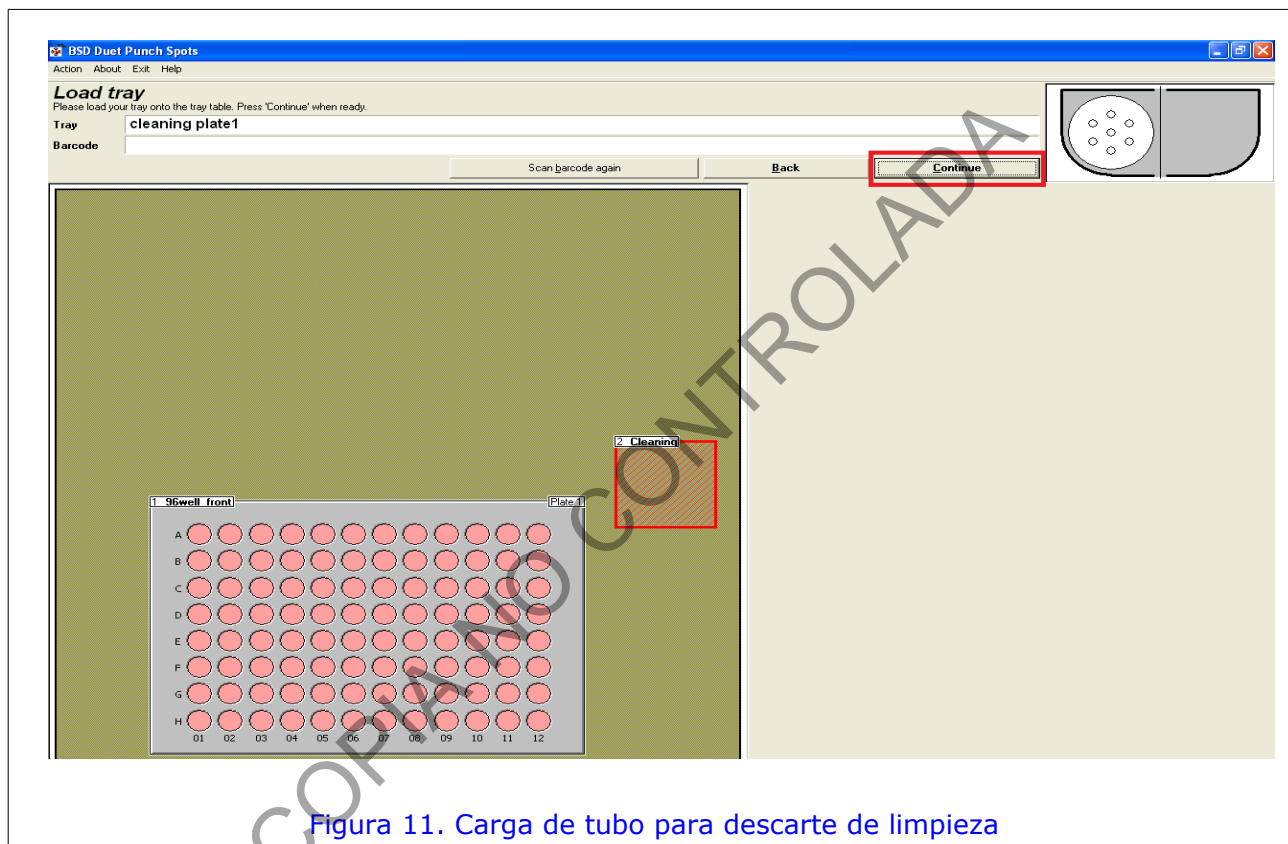 BSD Duet Punch Spots
Action About Exit Help
Load tray
Please load your tray onto the tray table. Press 'Continue' when ready.
Tray cleaning plate1
Barcode
Scan barcode again Back Continue
2 Cleaning
1 96well front Plate 1
A
B
C
D
E
F
G
H
01 02 03 04 05 06 07 08 09 10 11 12
COPIA NO CONTROLADA
Figura 11. Carga de tubo para descarte de limpieza